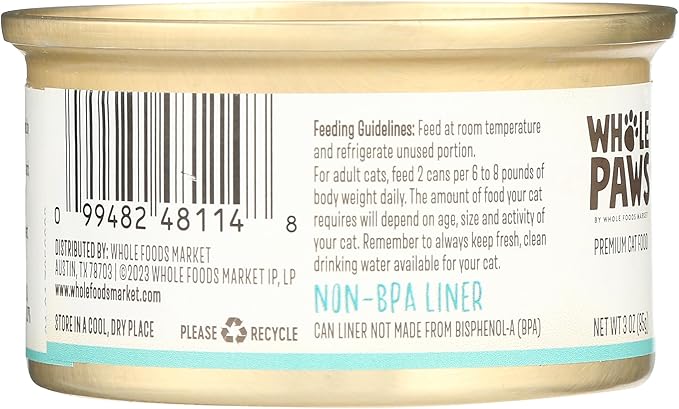 0 99482 48114 8
DISTRIBUTED BY: WHOLE FOODS MARKET
AUSTIN, TX 78703 | ©2023 WHOLE FOODS MARKET IP, LP
www.wholefoodsmarket.com
STORE IN A COOL, DRY PLACE
PLEASE RECYCLE
Feeding Guidelines: Feed at room temperature
and refrigerate unused portion.
For adult cats, feed 2 cans per 6 to 8 pounds of
body weight daily. The amount of food your cat
requires will depend on age, size and activity
of your cat. Remember to always keep fresh, clean
drinking water available for your cat.
NON-BPA LINER
CAN LINER NOT MADE FROM BISPHENOL-A (BPA)
WHOLE
PAWS
BY WHOLE FOODS MARKET
PREMIUM CAT FOOD
NET WT 3 OZ (85g)